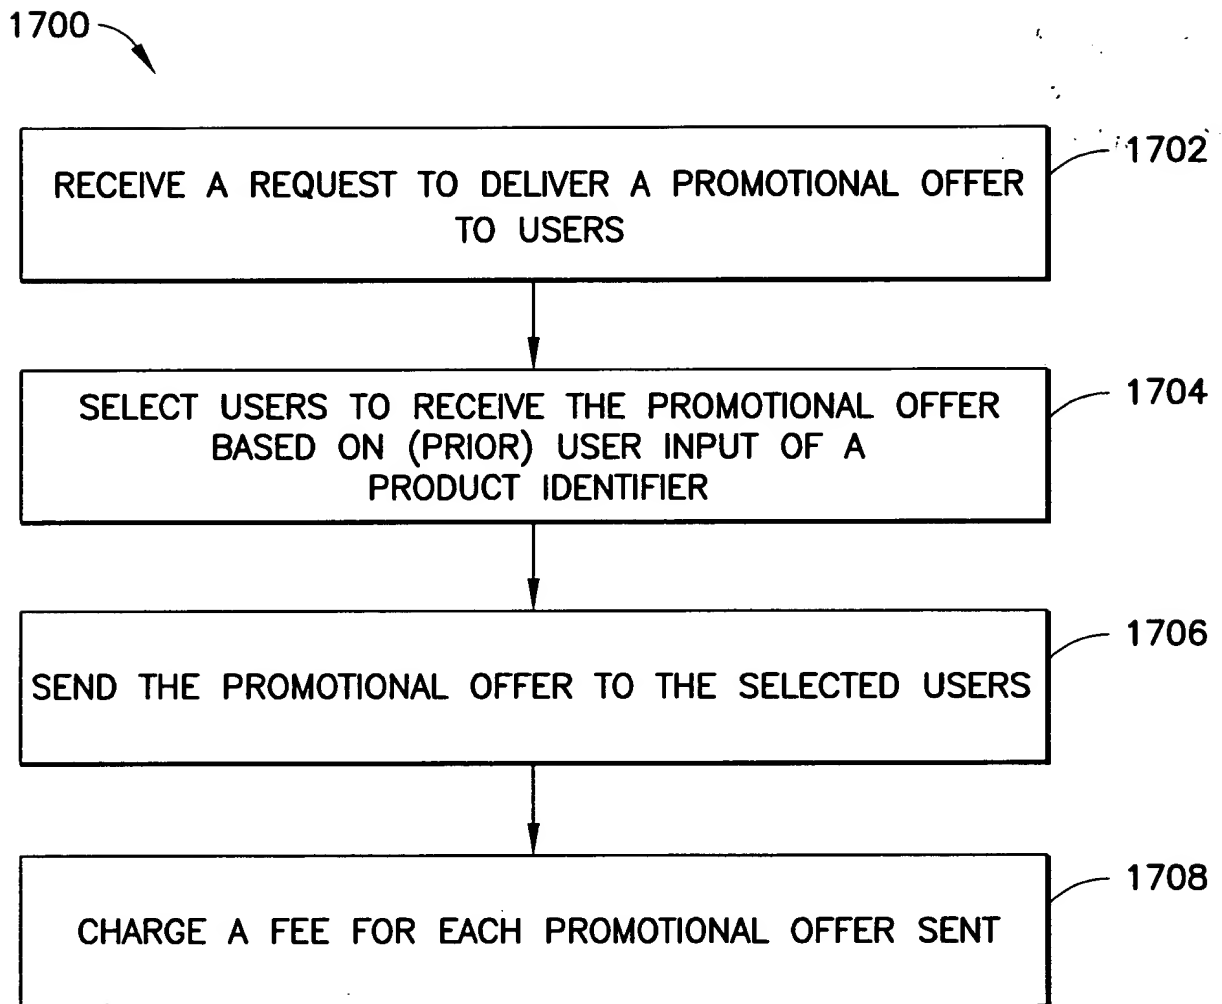 1700
RECEIVE A REQUEST TO DELIVER A PROMOTIONAL OFFER
TO USERS
1702
SELECT USERS TO RECEIVE THE PROMOTIONAL OFFER
BASED ON (PRIOR) USER INPUT OF A
PRODUCT IDENTIFIER
1704
SEND THE PROMOTIONAL OFFER TO THE SELECTED USERS
1706
CHARGE A FEE FOR EACH PROMOTIONAL OFFER SENT
1708